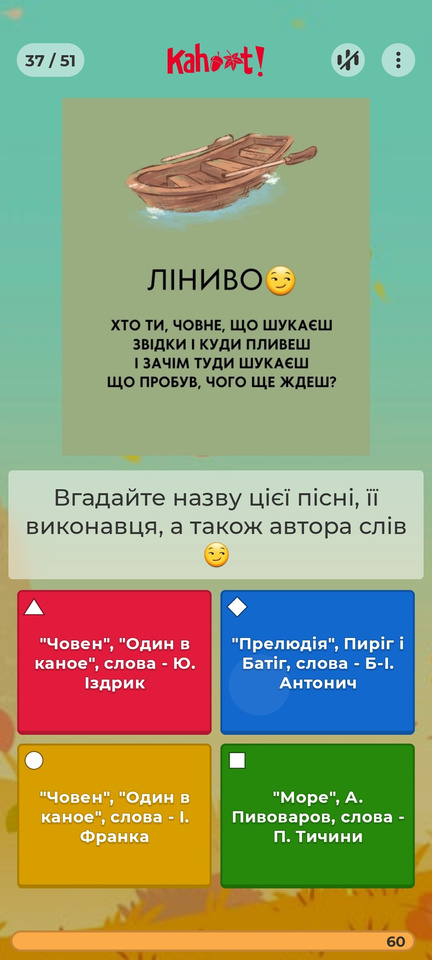 37 / 51
Kahoot!
ЛІНИВО😏
ХТО ТИ, ЧОВНЕ, ЩО ШУКАЄШ
ЗВІДКИ І КУДИ ПЛИВЕШ
І ЗАЧІМ ТУДИ ШУКАЄШ
ЩО ПРОБУВ, ЧОГО ЩЕ ЖДЕШ?
Вгадайте назву цієї пісні, її
виконавця, а також автора слів
😏
"Човен", "Один в
каное", слова - Ю.
Іздрик
"Прелюдія", Пиріг і
Батіг, слова - Б-І.
Антонич
"Човен", "Один в
каное", слова - І.
Франка
"Море", А.
Пивоваров, слова -
П. Тичини
60